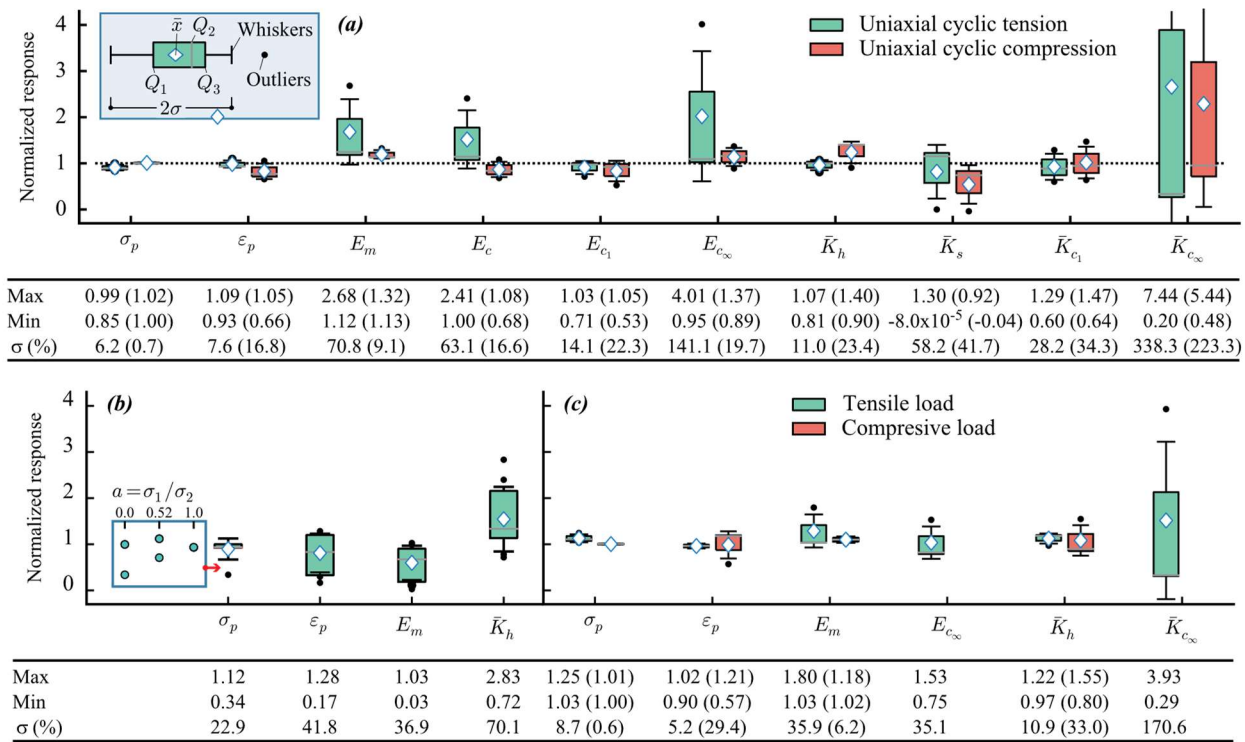 (a)
x̄ Q₂
Whiskers
Q₁ Q₃
Outliers
2σ
Uniaxial cyclic tension
Uniaxial cyclic compression
Normalized response
4
3
2
1
0
σₚ εₚ Eₘ E_c E_c₁ E_c∞ K̄ₕ K̄ₛ K̄_c₁ K̄_c∞
Max 0.99 (1.02) 1.09 (1.05) 2.68 (1.32) 2.41 (1.08) 1.03 (1.05) 4.01 (1.37) 1.07 (1.40) 1.30 (0.92) 1.29 (1.47) 7.44 (5.44)
Min 0.85 (1.00) 0.93 (0.66) 1.12 (1.13) 1.00 (0.68) 0.71 (0.53) 0.95 (0.89) 0.81 (0.90) -8.0x10⁻⁵ (-0.04) 0.60 (0.64) 0.20 (0.48)
σ (%) 6.2 (0.7) 7.6 (16.8) 70.8 (9.1) 63.1 (16.6) 14.1 (22.3) 141.1 (19.7) 11.0 (23.4) 58.2 (41.7) 28.2 (34.3) 338.3 (223.3)
(b)
(c)
Tensile load
Compresive load
Normalized response
4
3
2
1
0
a=σ₁/σ₂
0.0 0.52 1.0
σₚ εₚ Eₘ K̄ₕ σₚ εₚ Eₘ E_c∞ K̄ₕ K̄_c∞
Max 1.12 1.28 1.03 2.83 1.25 (1.01) 1.02 (1.21) 1.80 (1.18) 1.53 1.22 (1.55) 3.93
Min 0.34 0.17 0.03 0.72 1.03 (1.00) 0.90 (0.57) 1.03 (1.02) 0.75 0.97 (0.80) 0.29
σ (%) 22.9 41.8 36.9 70.1 8.7 (0.6) 5.2 (29.4) 35.9 (6.2) 35.1 10.9 (33.0) 170.6